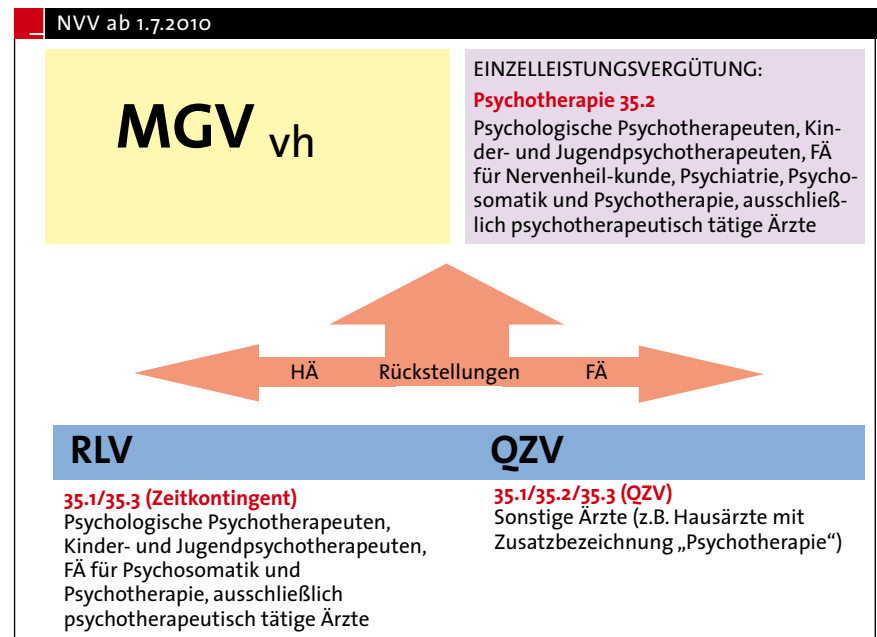 NVV ab 1.7.2010
MGV vh
EINZELLEISTUNGSVERGÜTUNG:
Psychotherapie 35.2
Psychologische Psychotherapeuten, Kin-
der- und Jugendpsychotherapeuten, FÄ
für Nervenheil-kunde, Psychiatrie, Psycho-
somatik und Psychotherapie, ausschließ-
lich psychotherapeutisch tätige Ärzte
HÄ Rückstellungen FÄ
RLV
35.1/35.3 (Zeitkontingent)
Psychologische Psychotherapeuten,
Kinder- und Jugendpsychotherapeuten,
FÄ für Psychosomatik und
Psychotherapie, ausschließlich
psychotherapeutisch tätige Ärzte
QZV
35.1/35.2/35.3 (QZV)
Sonstige Ärzte (z.B. Hausärzte mit
Zusatzbezeichnung „Psychotherapie“)